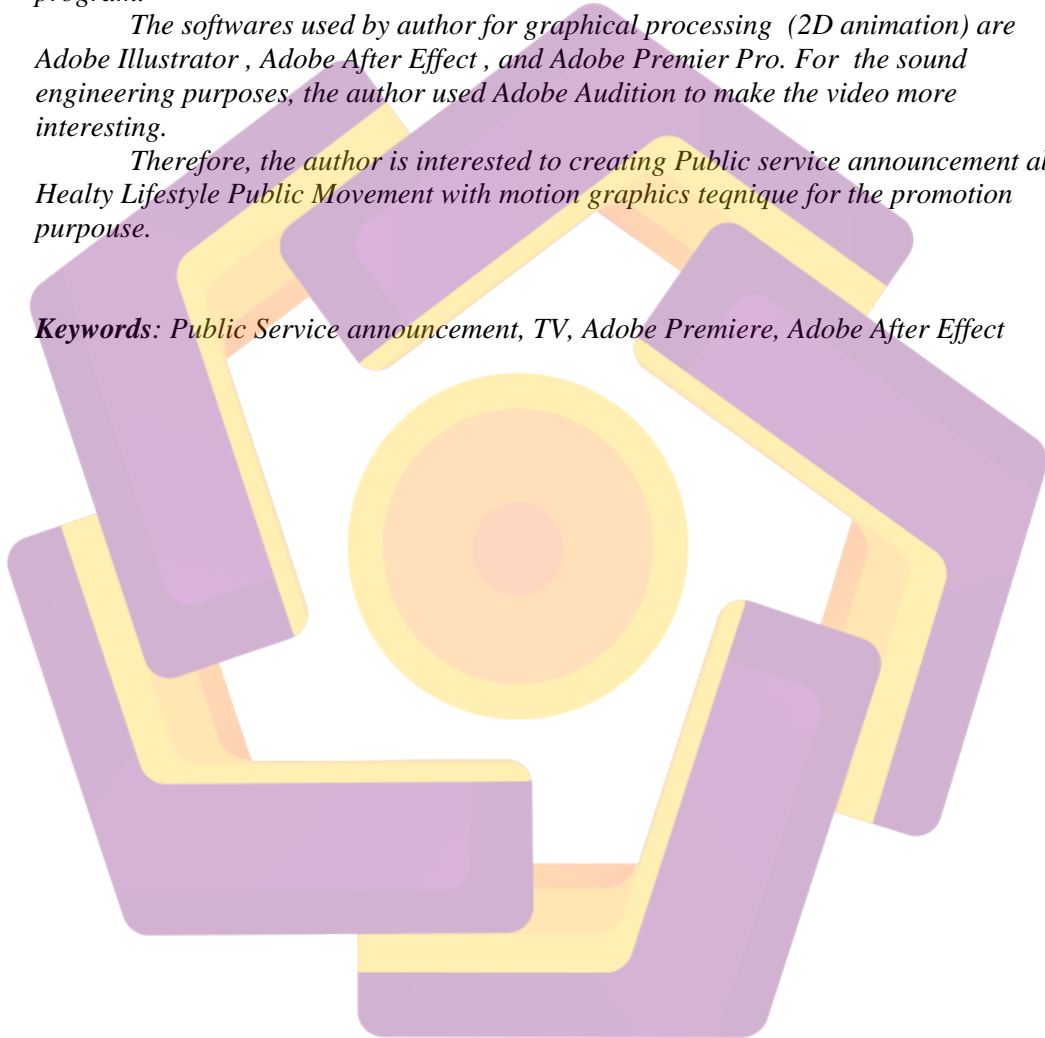 program.
The softwares used by author for graphical processing (2D animation) are
Adobe Illustrator , Adobe After Effect , and Adobe Premier Pro. For the sound
engineering purposes, the author used Adobe Audition to make the video more
interesting.
Therefore, the author is interested to creating Public service announcement
Healty Lifestyle Public Movement with motion graphics teqnique for the promotion
purpouse.
Keywords: Public Service announcement, TV, Adobe Premiere, Adobe After Effect